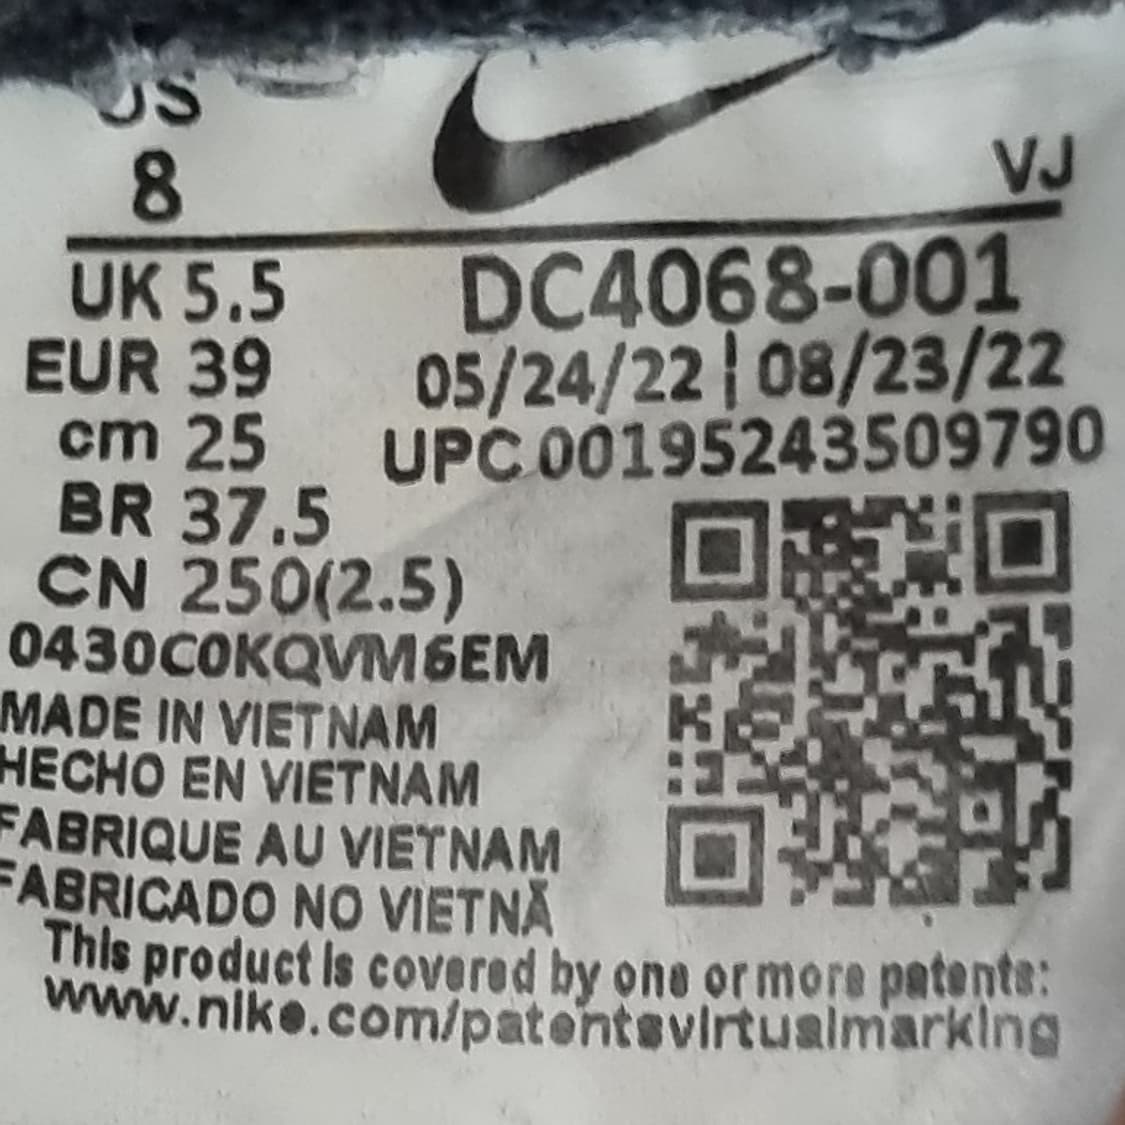 US
8
VJ
UK 5.5
DC4068-001
EUR 39
05/24/22 | 08/23/22
cm 25
UPC 00195243509790
BR 37.5
CN 250(2.5)
0430C0KQVM6EM
MADE IN VIETNAM
HECHO EN VIETNAM
FABRIQUE AU VIETNAM
FABRICADO NO VIETNÃ
This product is covered by one or more patents:
www.nike.com/patentsvirtualmarking